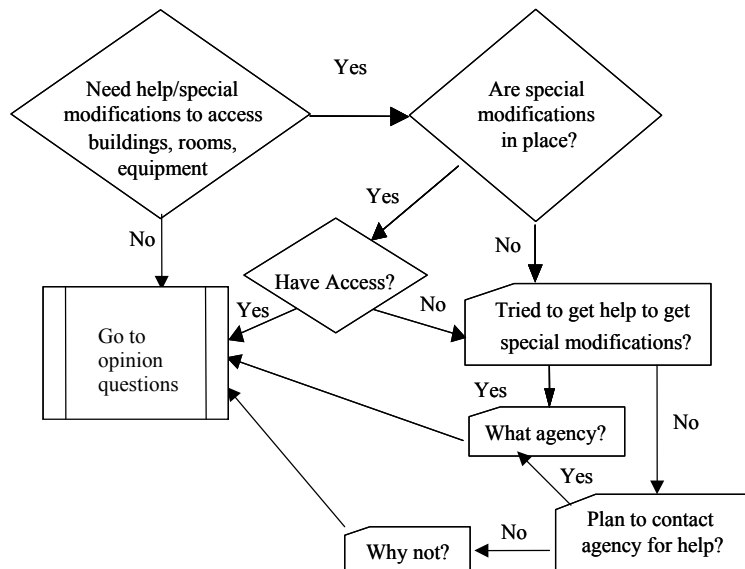 Need help/special
modifications to access
buildings, rooms,
equipment
Yes
Are special
modifications
in place?
Yes
No
No
Have Access?
Yes
No
Go to
opinion
questions
Tried to get help to get
special modifications?
Yes
No
What agency?
Yes
Plan to contact
agency for help?
No
Why not?